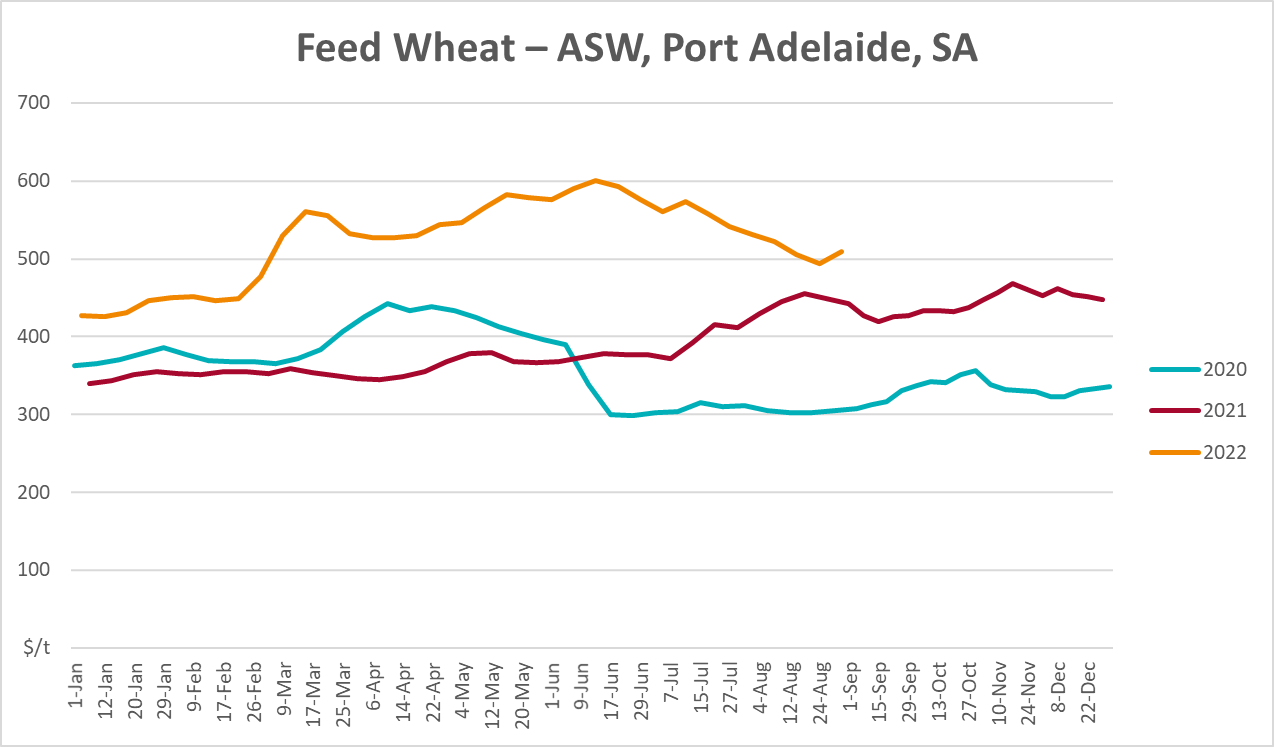 Feed Wheat – ASW, Port Adelaide, SA
700
600
500
400
300
200
100
$/t
1-Jan
12-Jan
20-Jan
29-Jan
9-Feb
17-Feb
26-Feb
9-Mar
17-Mar
25-Mar
6-Apr
14-Apr
22-Apr
4-May
12-May
20-May
1-Jun
9-Jun
17-Jun
29-Jun
7-Jul
15-Jul
27-Jul
4-Aug
12-Aug
24-Aug
1-Sep
15-Sep
29-Sep
13-Oct
27-Oct
10-Nov
24-Nov
8-Dec
22-Dec
2020
2021
2022